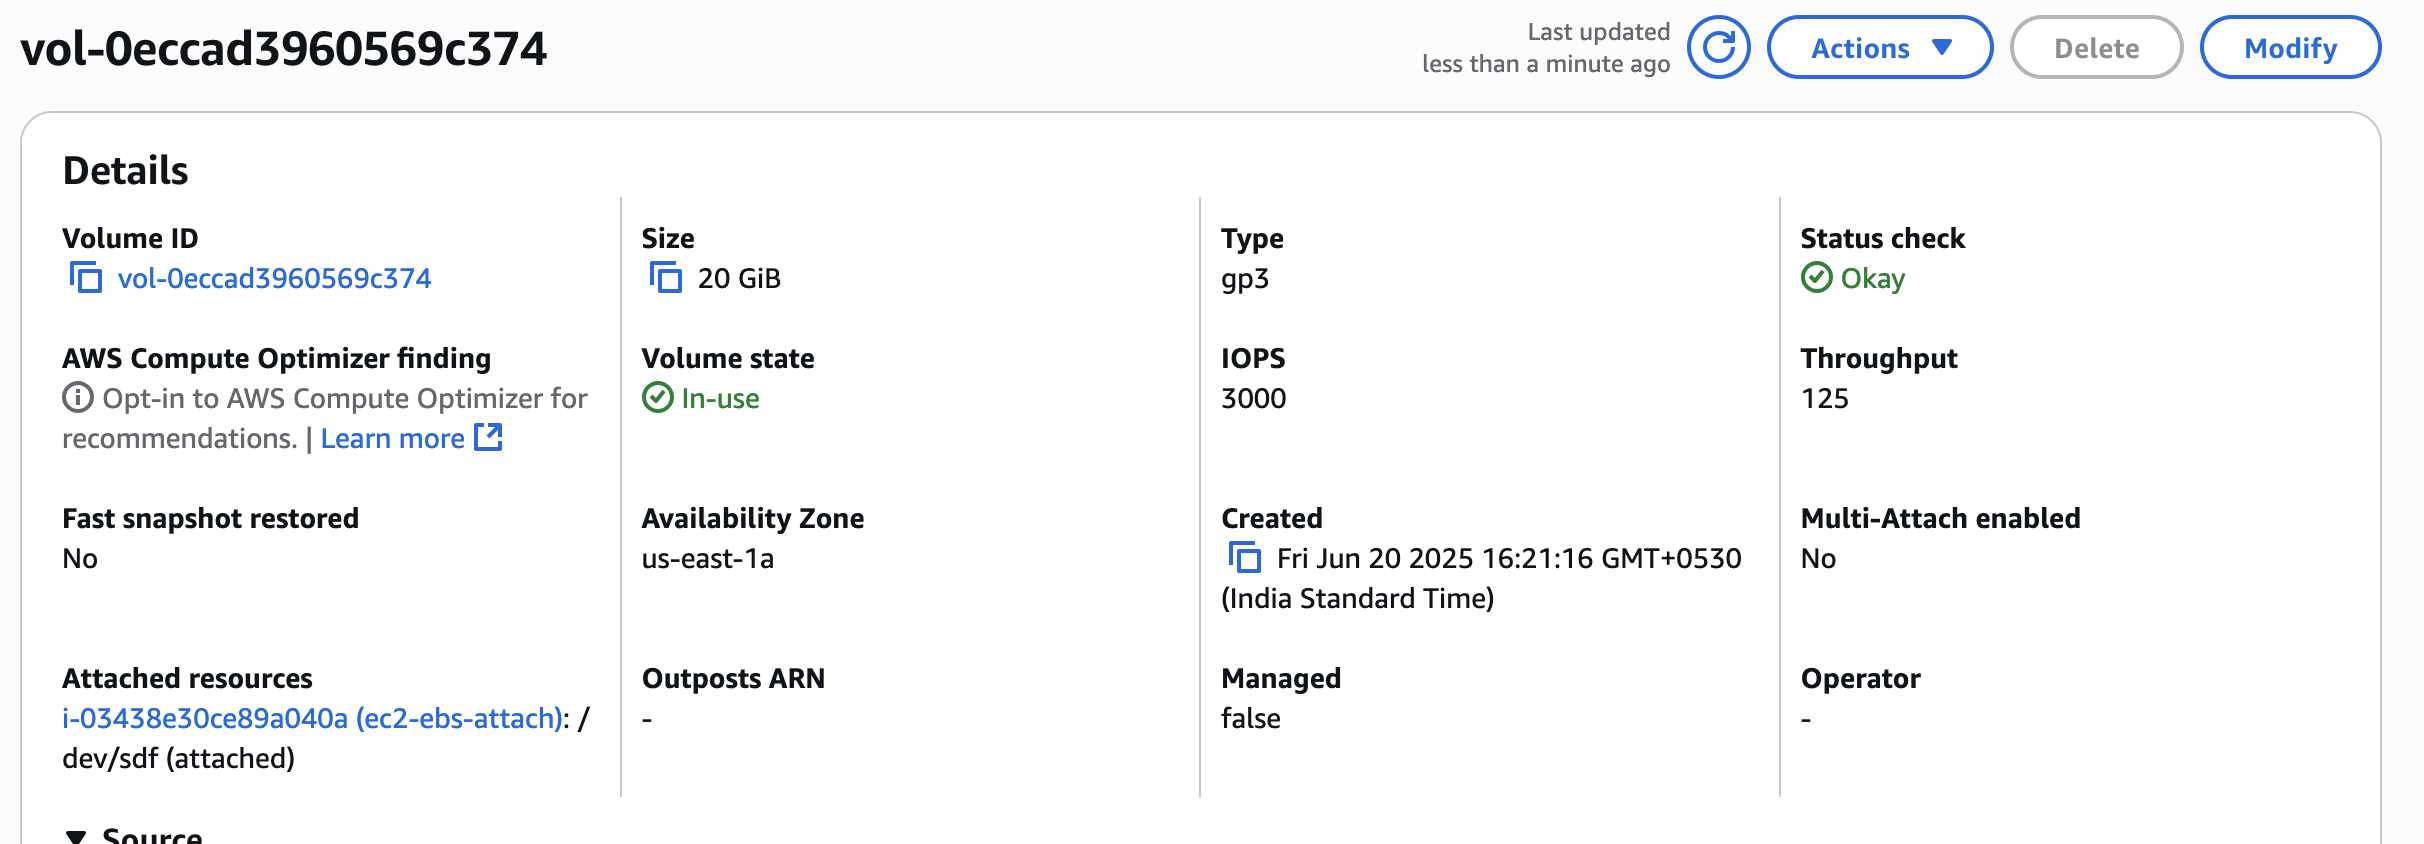 vol-0eccad3960569c374
Last updated
less than a minute ago
Actions
Delete
Modify
Details
Volume ID
vol-0eccad3960569c374
Size
20 GiB
Type
gp3
Status check
Okay
AWS Compute Optimizer finding
Opt-in to AWS Compute Optimizer for
recommendations. | Learn more
Volume state
In-use
IOPS
3000
Throughput
125
Fast snapshot restored
No
Availability Zone
us-east-1a
Created
Fri Jun 20 2025 16:21:16 GMT+0530
(India Standard Time)
Multi-Attach enabled
No
Attached resources
i-03438e30ce89a040a (ec2-ebs-attach): /
dev/sdf (attached)
Outposts ARN
-
Managed
false
Operator
-
Source